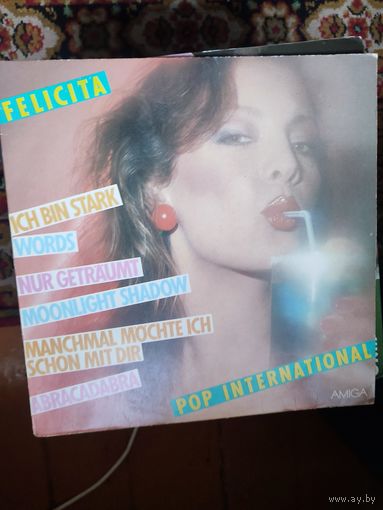 FELICITA
ICH BIN STARK
WORDS
NUR GETRÄUMT
MOONLIGHT SHADOW
MANCHMAL MÖCHTE ICH
SCHON MIT DIR
ABRACADABRA
POP INTERNATIONAL
AMIGA
ay.by